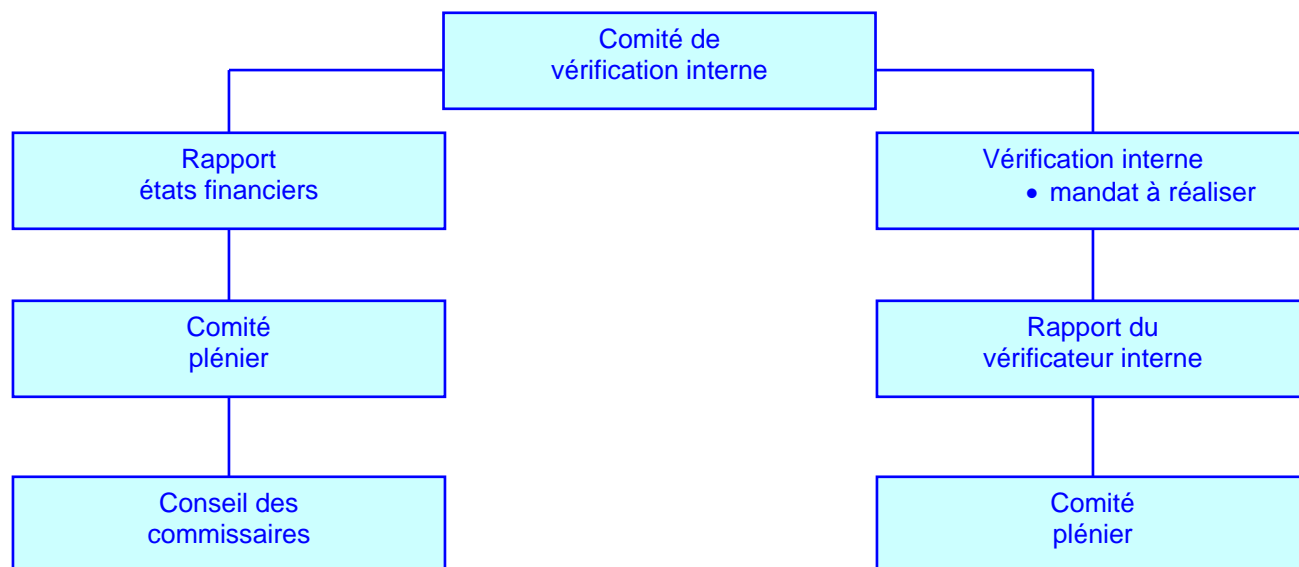 Comité de
vérification interne
Rapport
états financiers
Vérification interne
• mandat à réaliser
Comité
plénier
Rapport du
vérificateur interne
Conseil des
commissaires
Comité
plénier